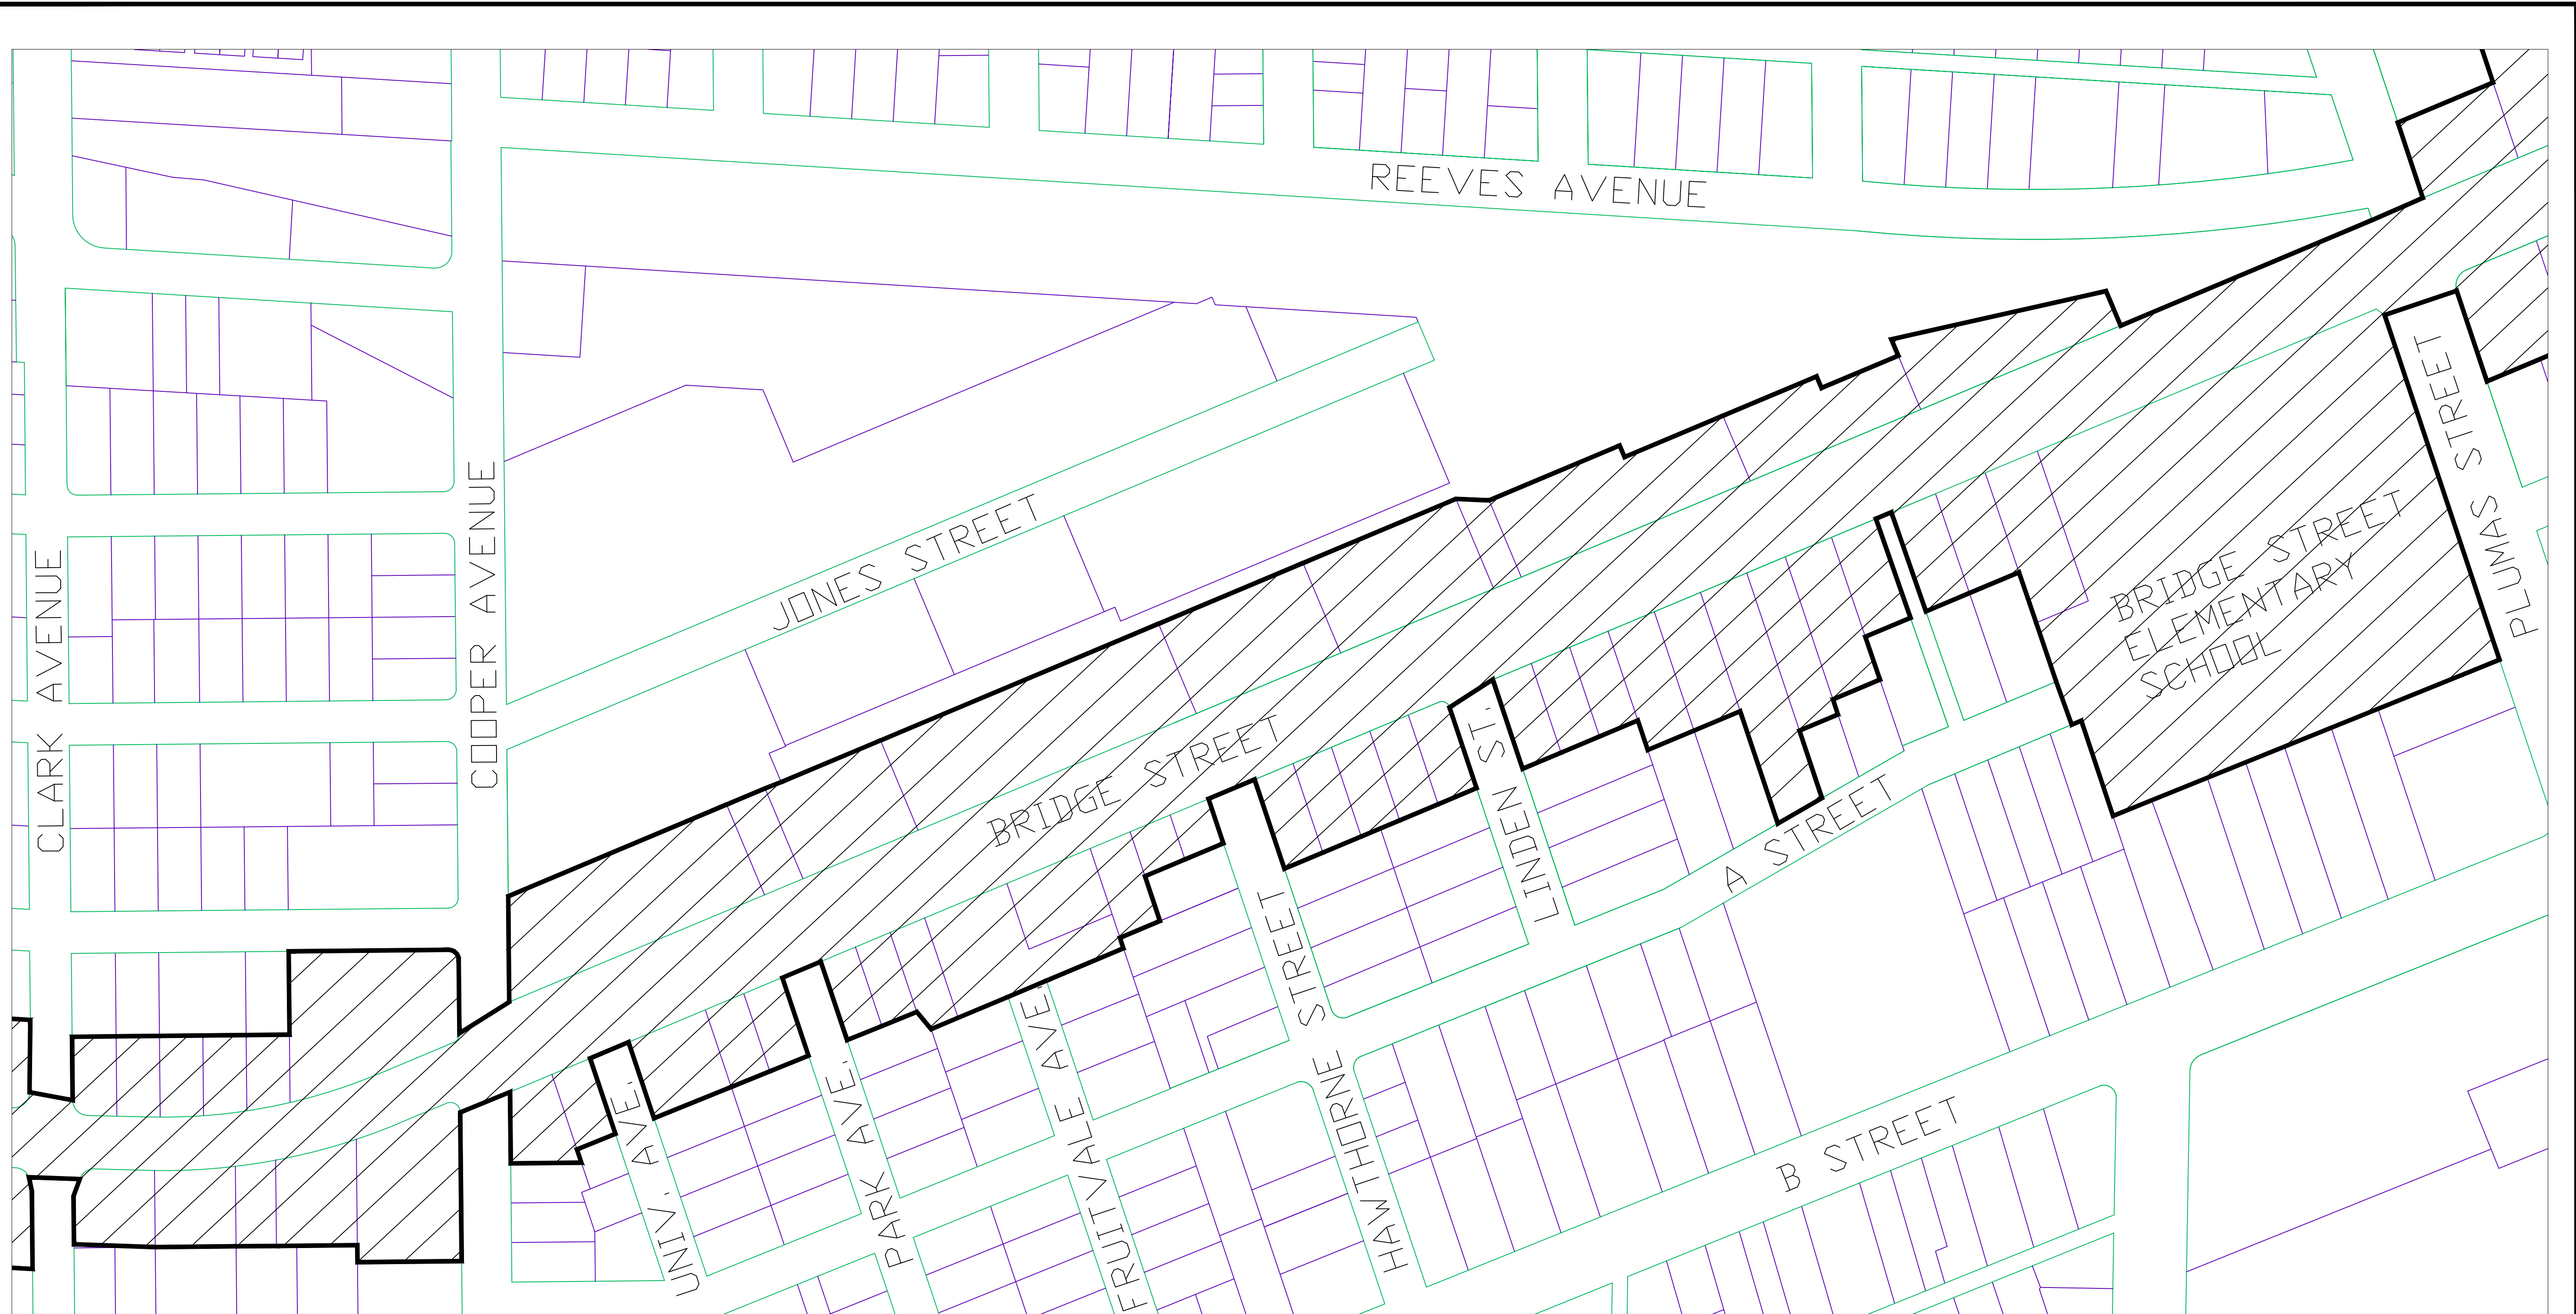 REEVES AVENUE
JONES STREET
CLARK AVENUE
COOPER AVENUE
BRIDGE STREET
PLUMAS STREET
BRIDGE STREET
ELEMENTARY
SCHOOL
LINDEN ST.
A STREET
UNIV. AVE.
PARK AVE.
FRUITVALE AVE.
HAWTHORNE STREET
B STREET